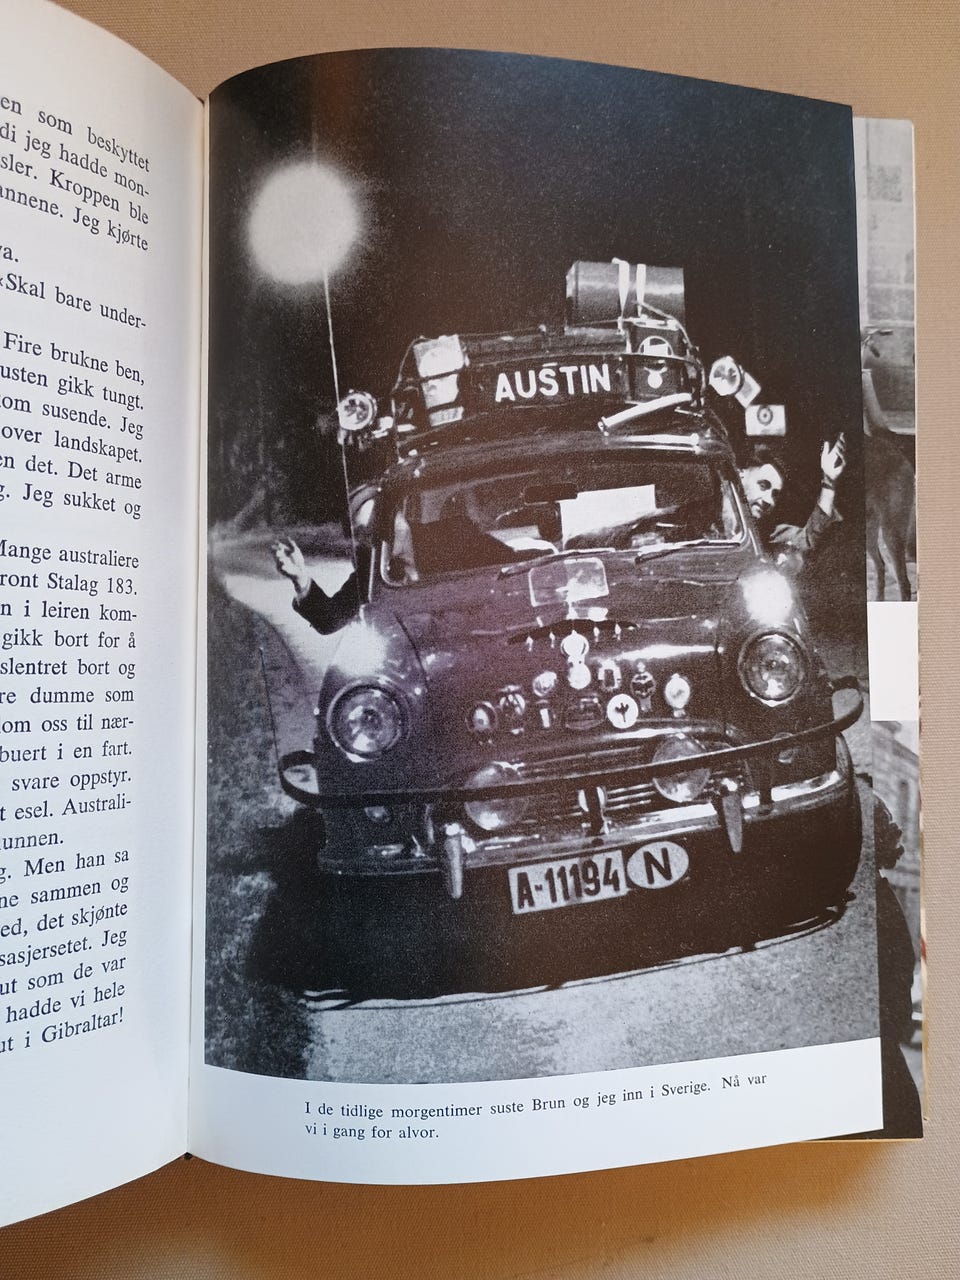 en som beskyttet
di jeg hadde mon-
sler. Kroppen ble
annene. Jeg kjørte
va.
«Skal bare under-
Fire brukne ben,
usten gikk tungt.
om susende. Jeg
over landskapet.
en det. Det arme
g. Jeg sukket og
Mange australiere
ront Stalag 183.
n i leiren kom-
gikk bort for å
slentret bort og
re dumme som
lom oss til nær-
buert i en fart.
svare oppstyr.
t esel. Australi-
unnen.
g. Men han sa
ne sammen og
ed, det skjønte
sasjersetet. Jeg
ut som de var
hadde vi hele
ut i Gibraltar!
AUSTIN
A-11194 N
I de tidlige morgentimer suste Brun og jeg inn i Sverige. Nå var
vi i gang for alvor.